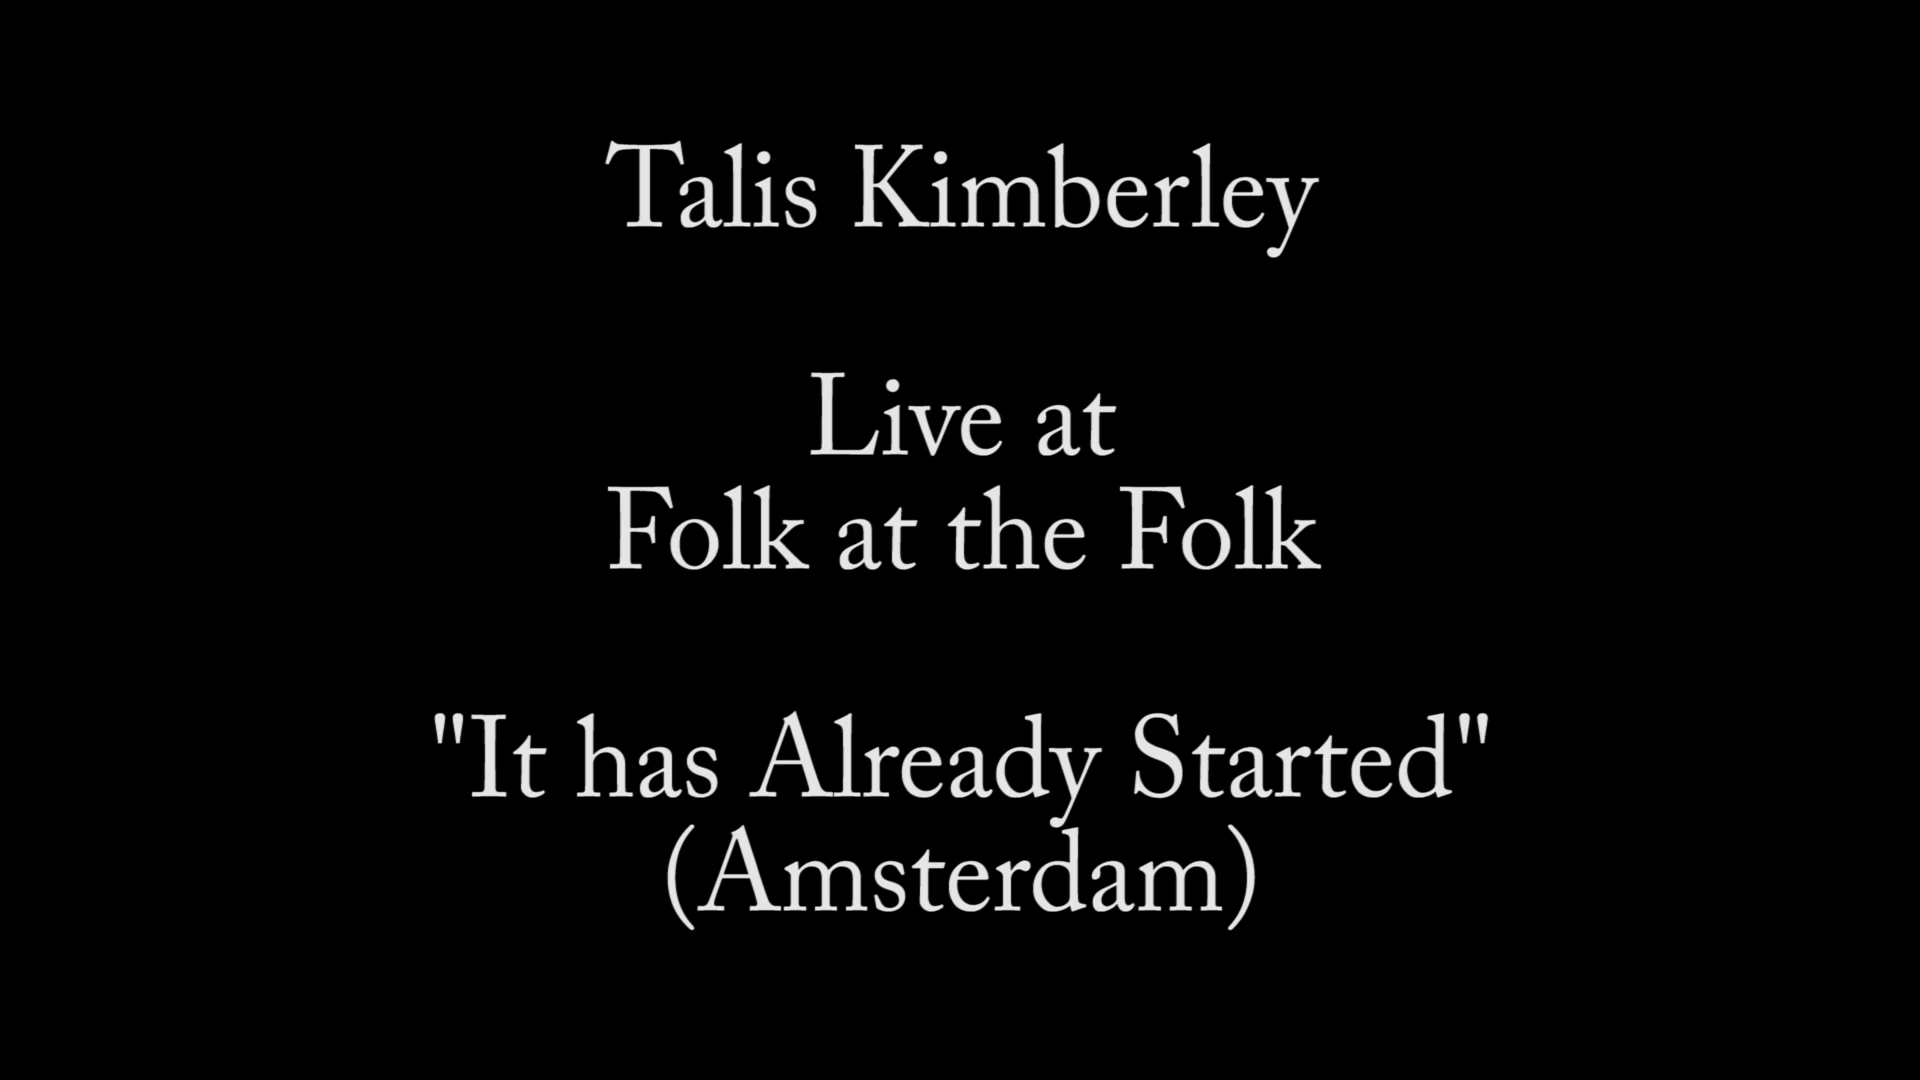 Talis Kimberley
Live at
Folk at the Folk
"It has Already Started"
(Amsterdam)